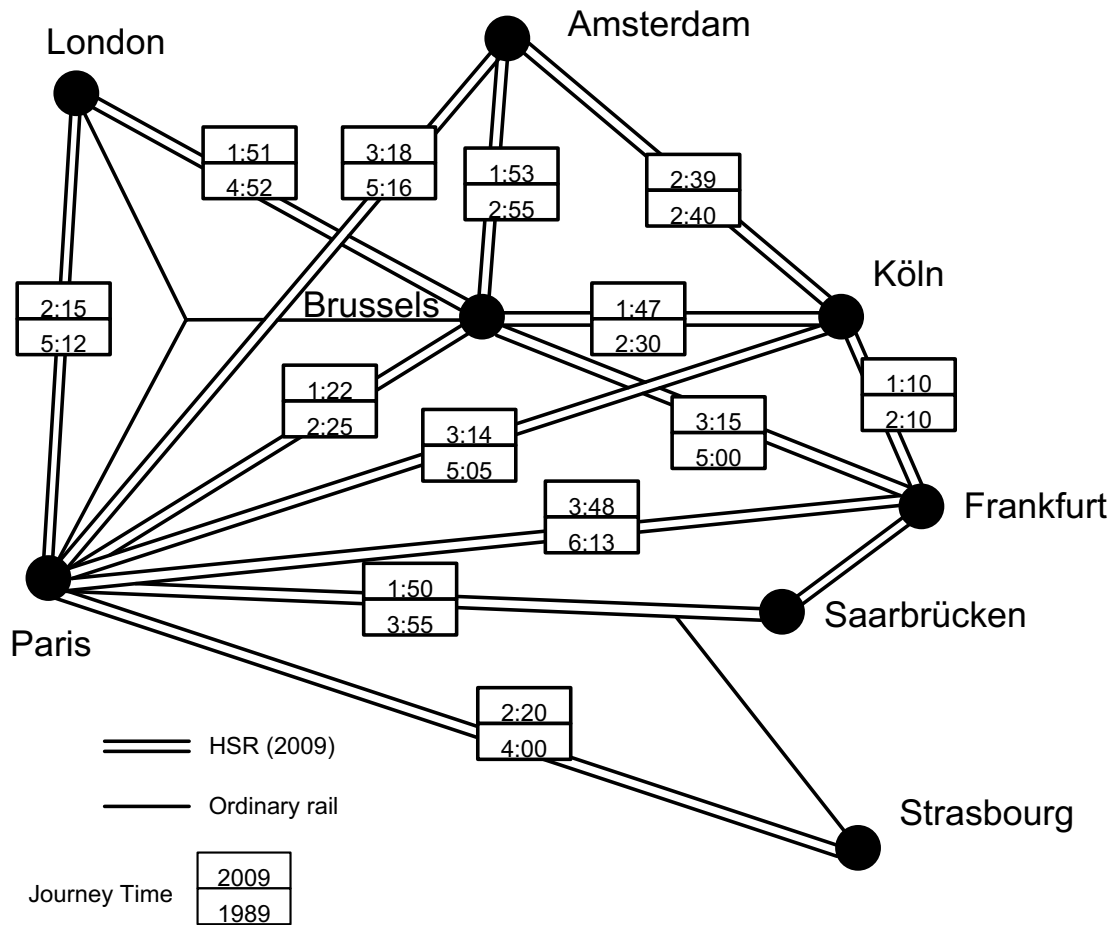 Amsterdam
London
1:51
4:52
3:18
5:16
1:53
2:55
2:39
2:40
Köln
2:15
5:12
Brussels
1:47
2:30
1:22
2:25
1:10
2:10
3:14
5:05
3:15
5:00
3:48
6:13
Frankfurt
1:50
3:55
Saarbrücken
Paris
2:20
4:00
HSR (2009)
Ordinary rail
Strasbourg
Journey Time
2009
1989